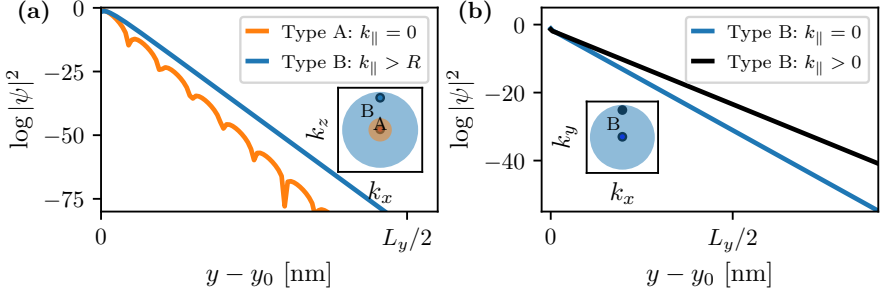 (a)
log |ψ|²
0
−25
−50
−75
Type A: k∥ = 0
Type B: k∥ > R
B
A
k_z
k_x
0
L_y/2
y − y₀ [nm]
(b)
log |ψ|²
0
−20
−40
Type B: k∥ = 0
Type B: k∥ > 0
B
k_y
k_x
0
L_y/2
y − y₀ [nm]